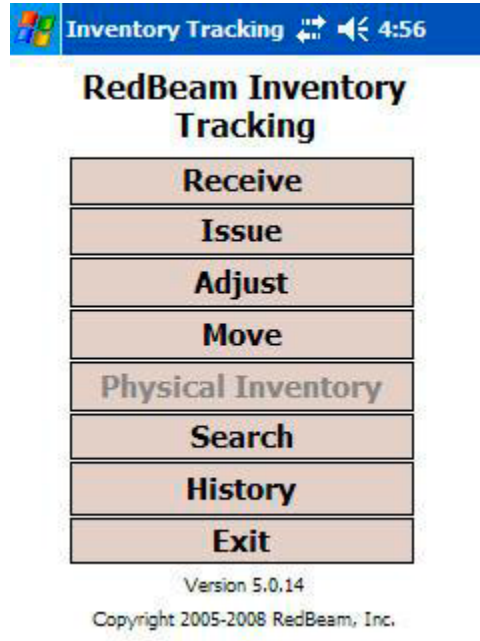 Inventory Tracking 4:56
RedBeam Inventory
Tracking
Receive
Issue
Adjust
Move
Physical Inventory
Search
History
Exit
Version 5.0.14
Copyright 2005-2008 RedBeam, Inc.